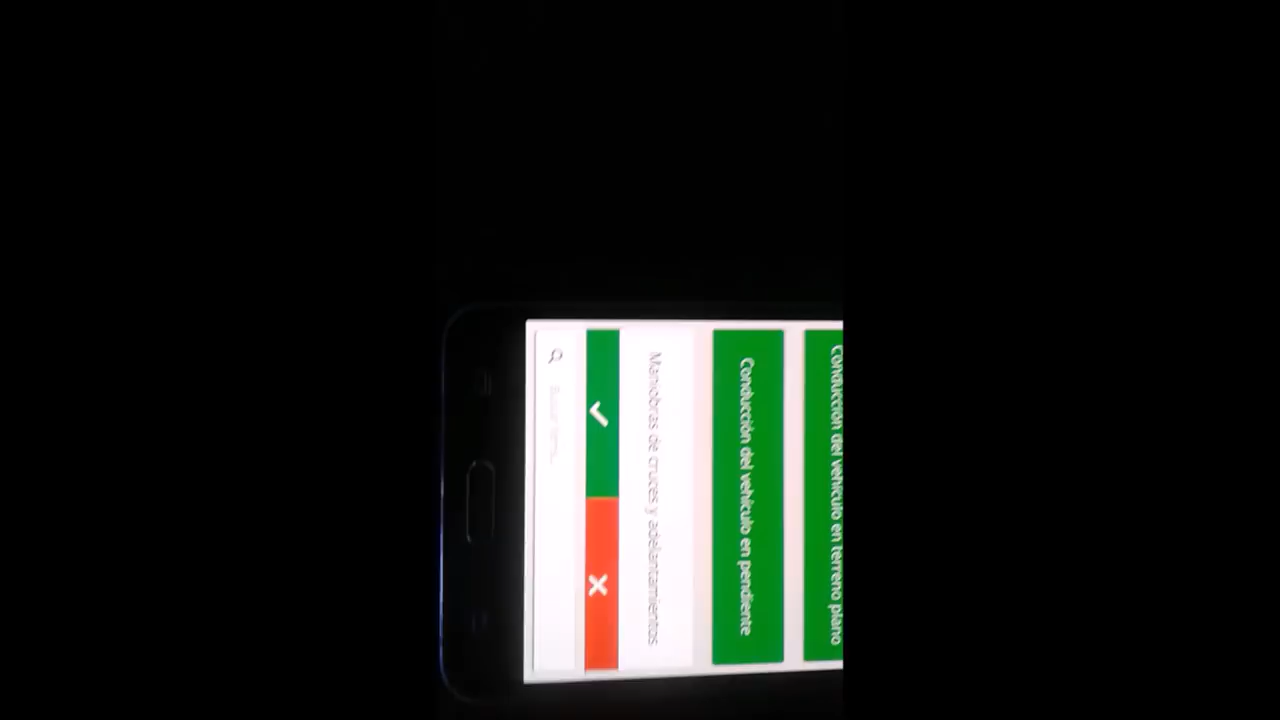 Conducción del vehículo en terreno plano
Conducción del vehículo en pendiente
Maniobras de cruces y adelantamientos